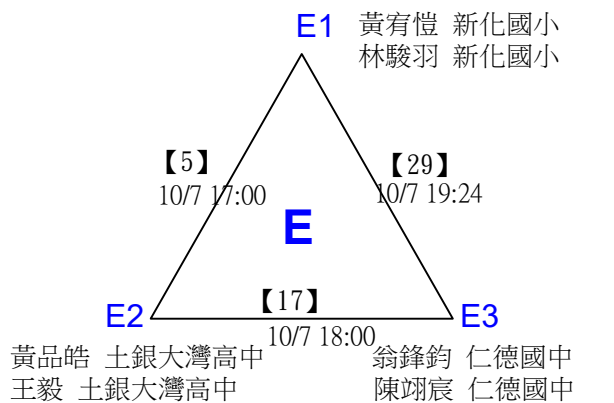 E1 黃宥愷 新化國小
林駿羽 新化國小
【5】
10/7 17:00
【29】
10/7 19:24
E
【17】
10/7 18:00
E2
E3
黃品皓 土銀大灣高中
王毅 土銀大灣高中
翁鋒鈞 仁德國中
陳翊宸 仁德國中